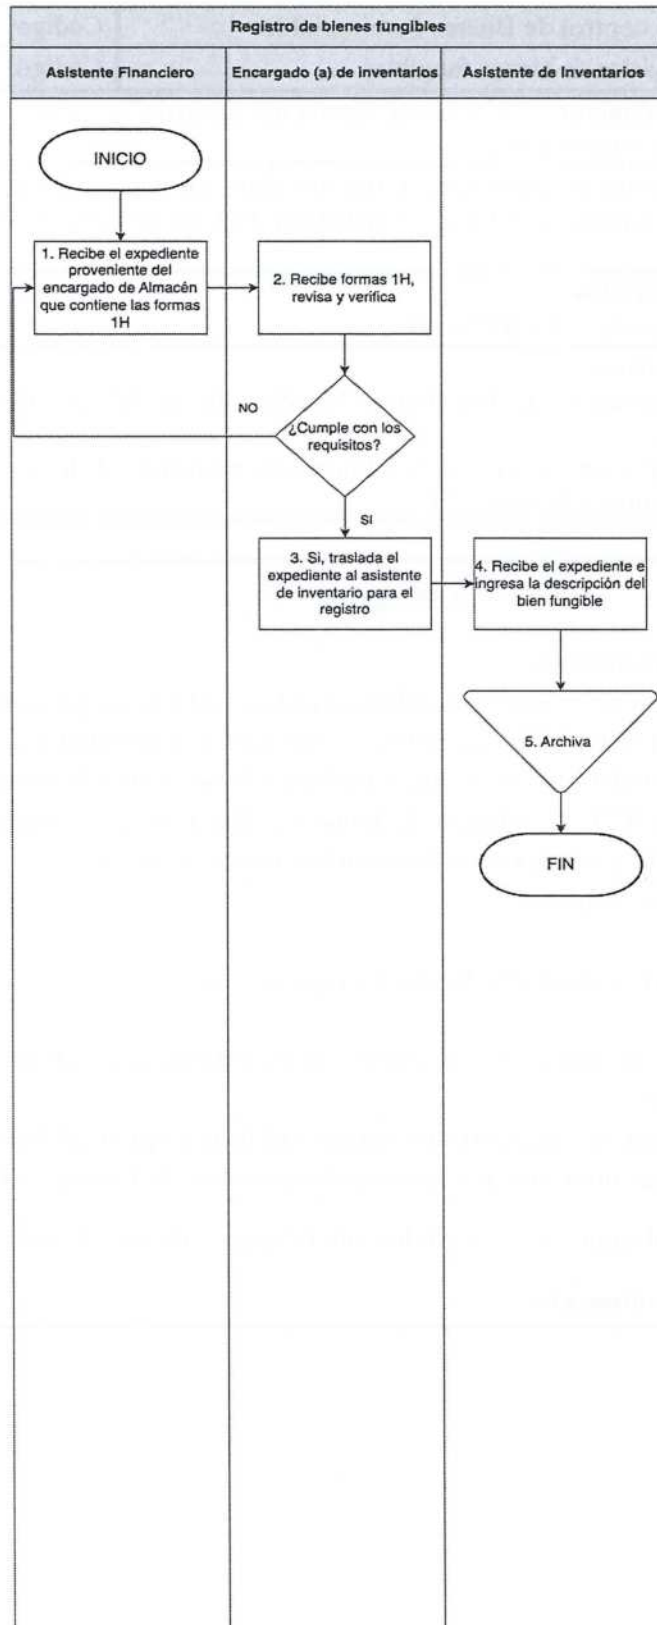 Registro de bienes fungibles
Asistente Financiero
Encargado (a) de inventarios
Asistente de Inventarios
INICIO
1. Recibe el expediente
proveniente del
encargado de Almacén
que contiene las formas
1H
2. Recibe formas 1H,
revisa y verifica
NO
¿Cumple con los
requisitos?
SI
3. Si, traslada el
expediente al asistente
de inventario para el
registro
4. Recibe el expediente e
ingresa la descripción del
bien fungible
5. Archiva
FIN